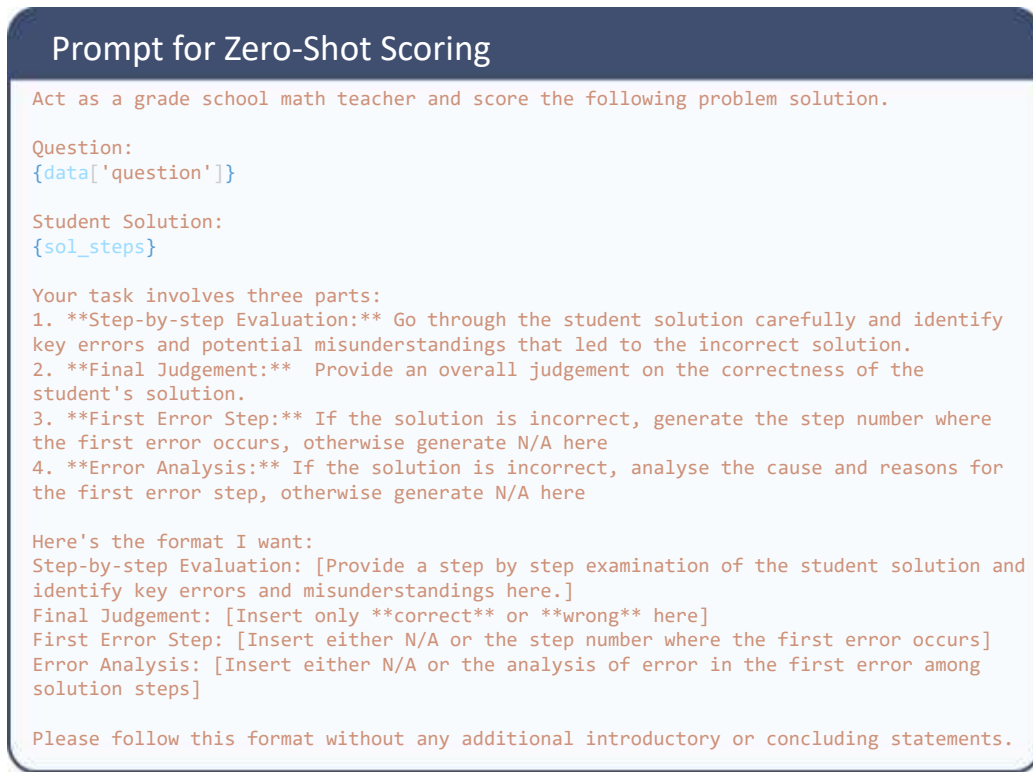 Prompt for Zero-Shot Scoring
Act as a grade school math teacher and score the following problem solution.
Question:
{data['question']}
Student Solution:
{sol_steps}
Your task involves three parts:
1. **Step-by-step Evaluation:** Go through the student solution carefully and identify
key errors and potential misunderstandings that led to the incorrect solution.
2. **Final Judgement:**  Provide an overall judgement on the correctness of the
student's solution.
3. **First Error Step:** If the solution is incorrect, generate the step number where
the first error occurs, otherwise generate N/A here
4. **Error Analysis:** If the solution is incorrect, analyse the cause and reasons for
the first error step, otherwise generate N/A here
Here's the format I want:
Step-by-step Evaluation: [Provide a step by step examination of the student solution and
identify key errors and misunderstandings here.]
Final Judgement: [Insert only **correct** or **wrong** here]
First Error Step: [Insert either N/A or the step number where the first error occurs]
Error Analysis: [Insert either N/A or the analysis of error in the first error among
solution steps]
Please follow this format without any additional introductory or concluding statements.